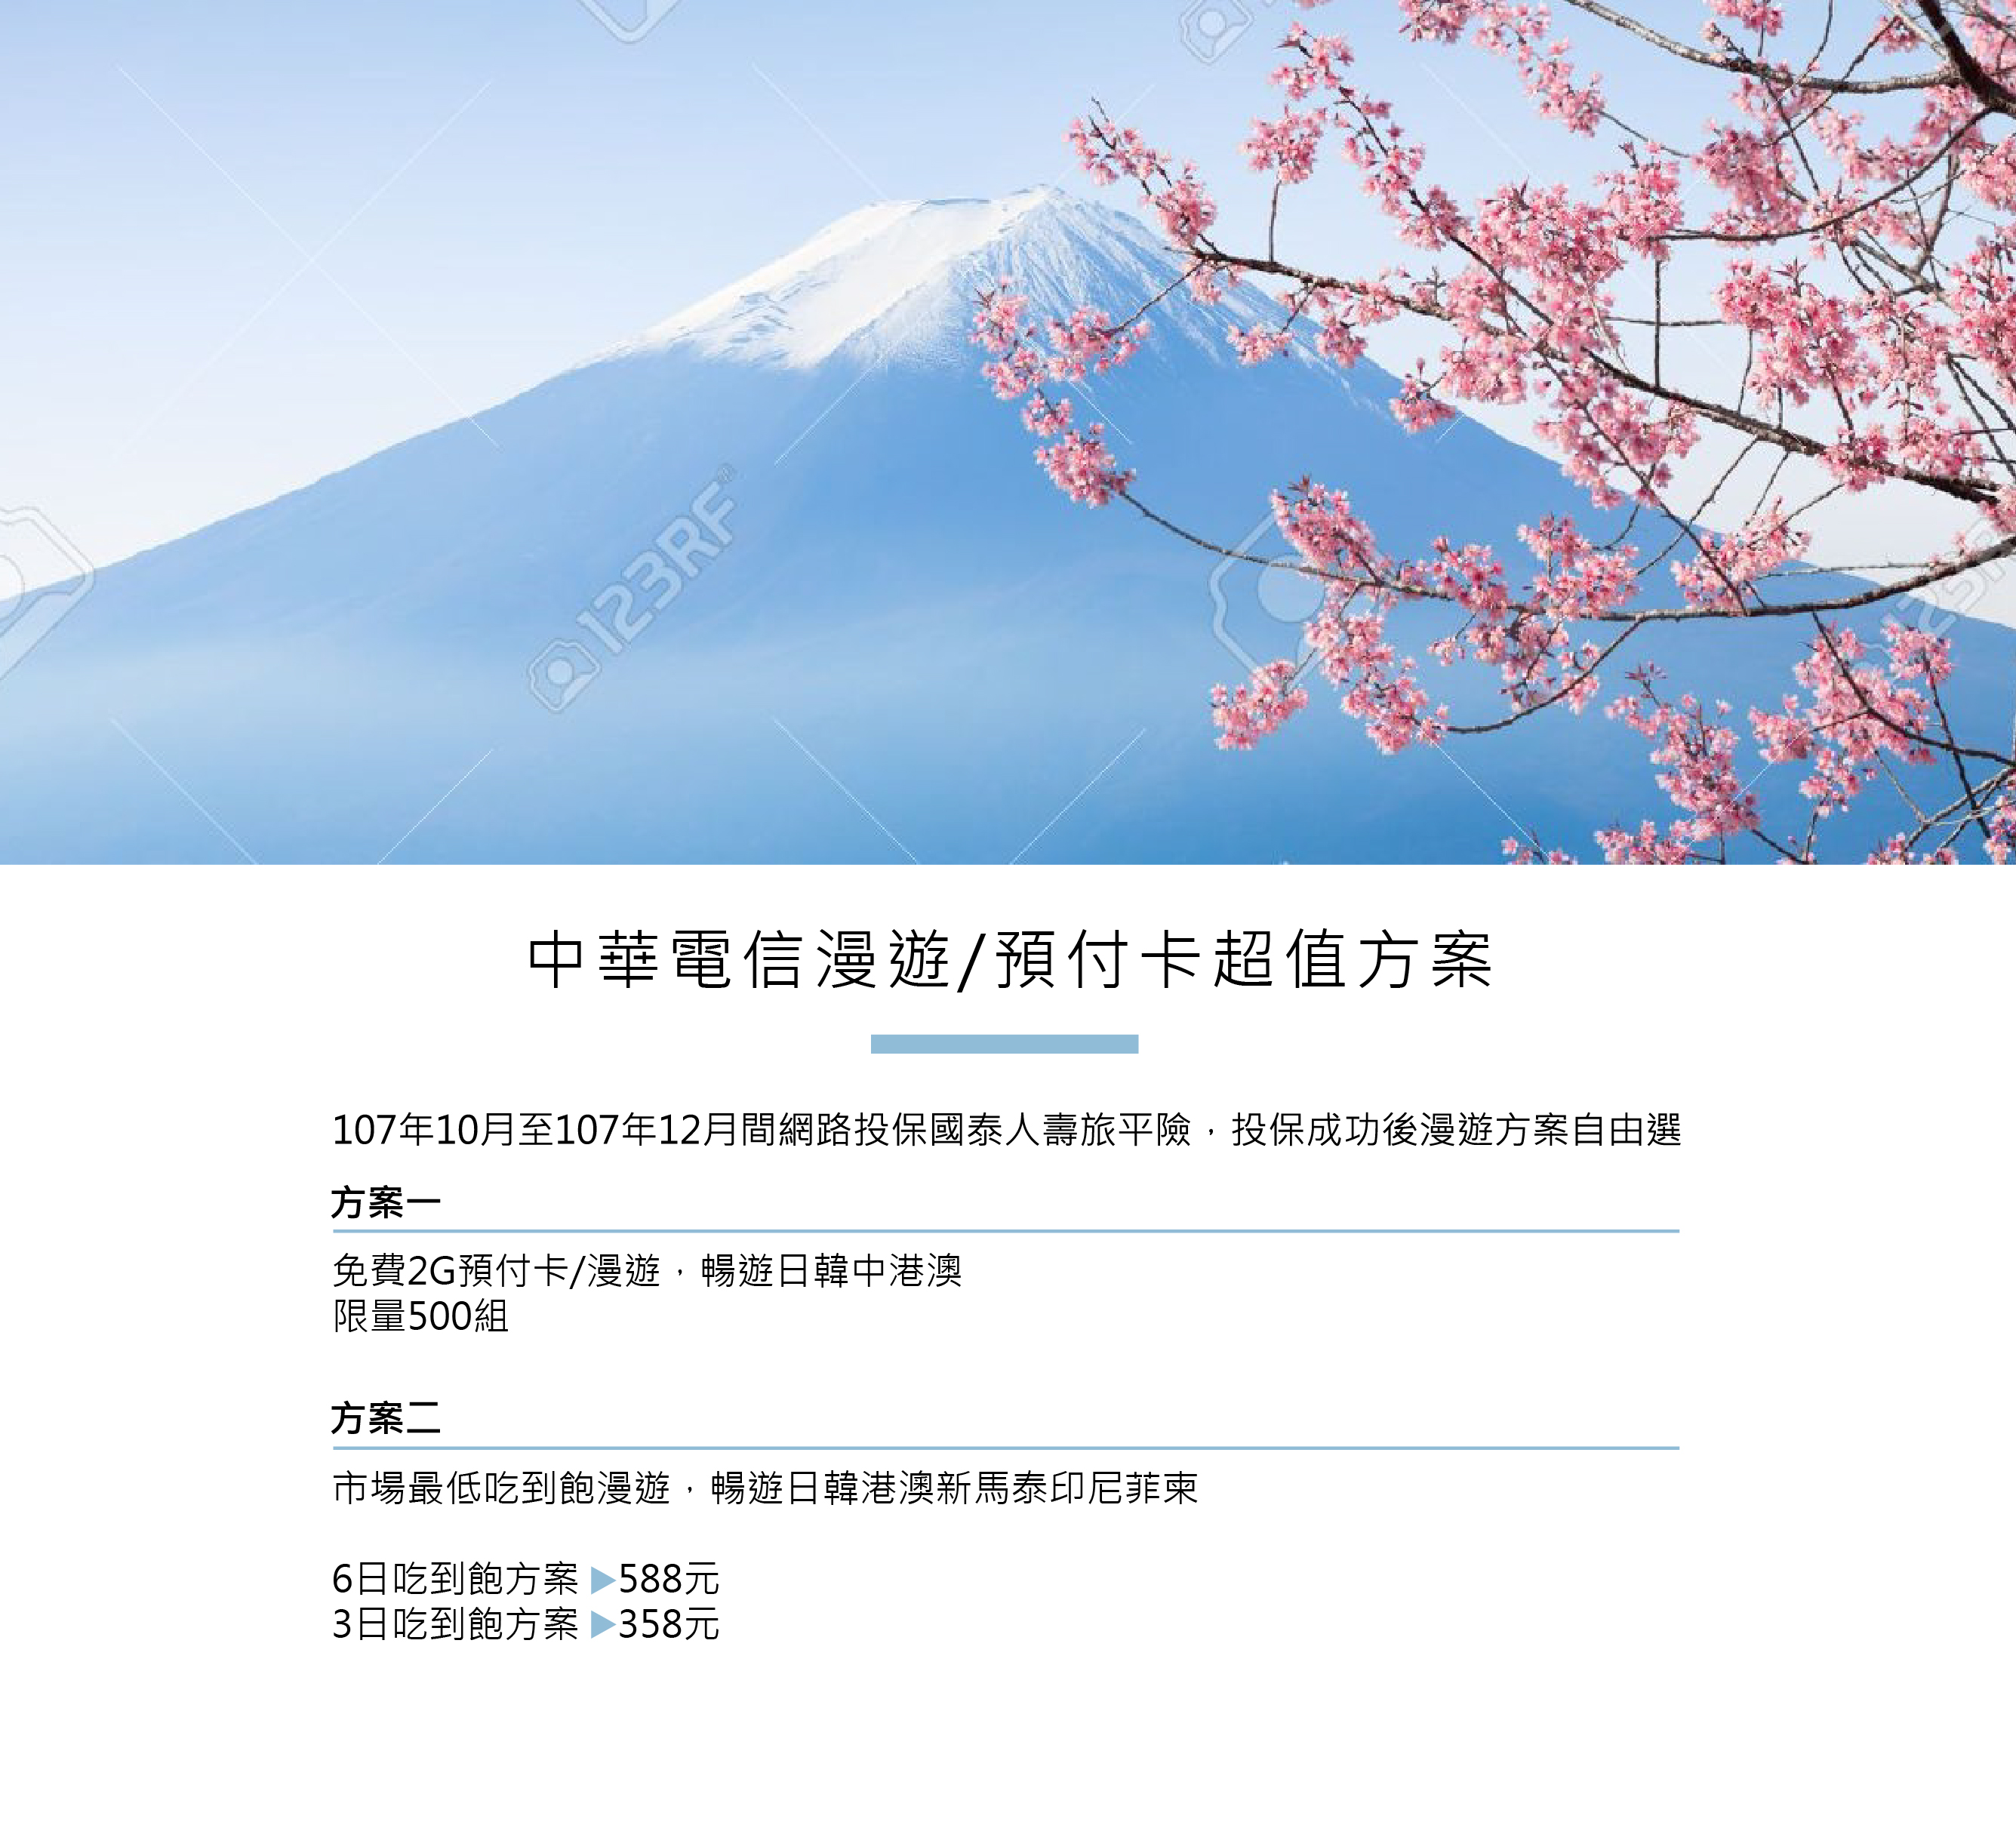 123RF
中華電信漫遊/預付卡超值方案
107年10月至107年12月間網路投保國泰人壽旅平險，投保成功後漫遊方案自由選
方案一
免費2G預付卡/漫遊，暢遊日韓中港澳
限量500組
方案二
市場最低吃到飽漫遊，暢遊日韓港澳新馬泰印尼菲柬
6日吃到飽方案 ▶588元
3日吃到飽方案 ▶358元